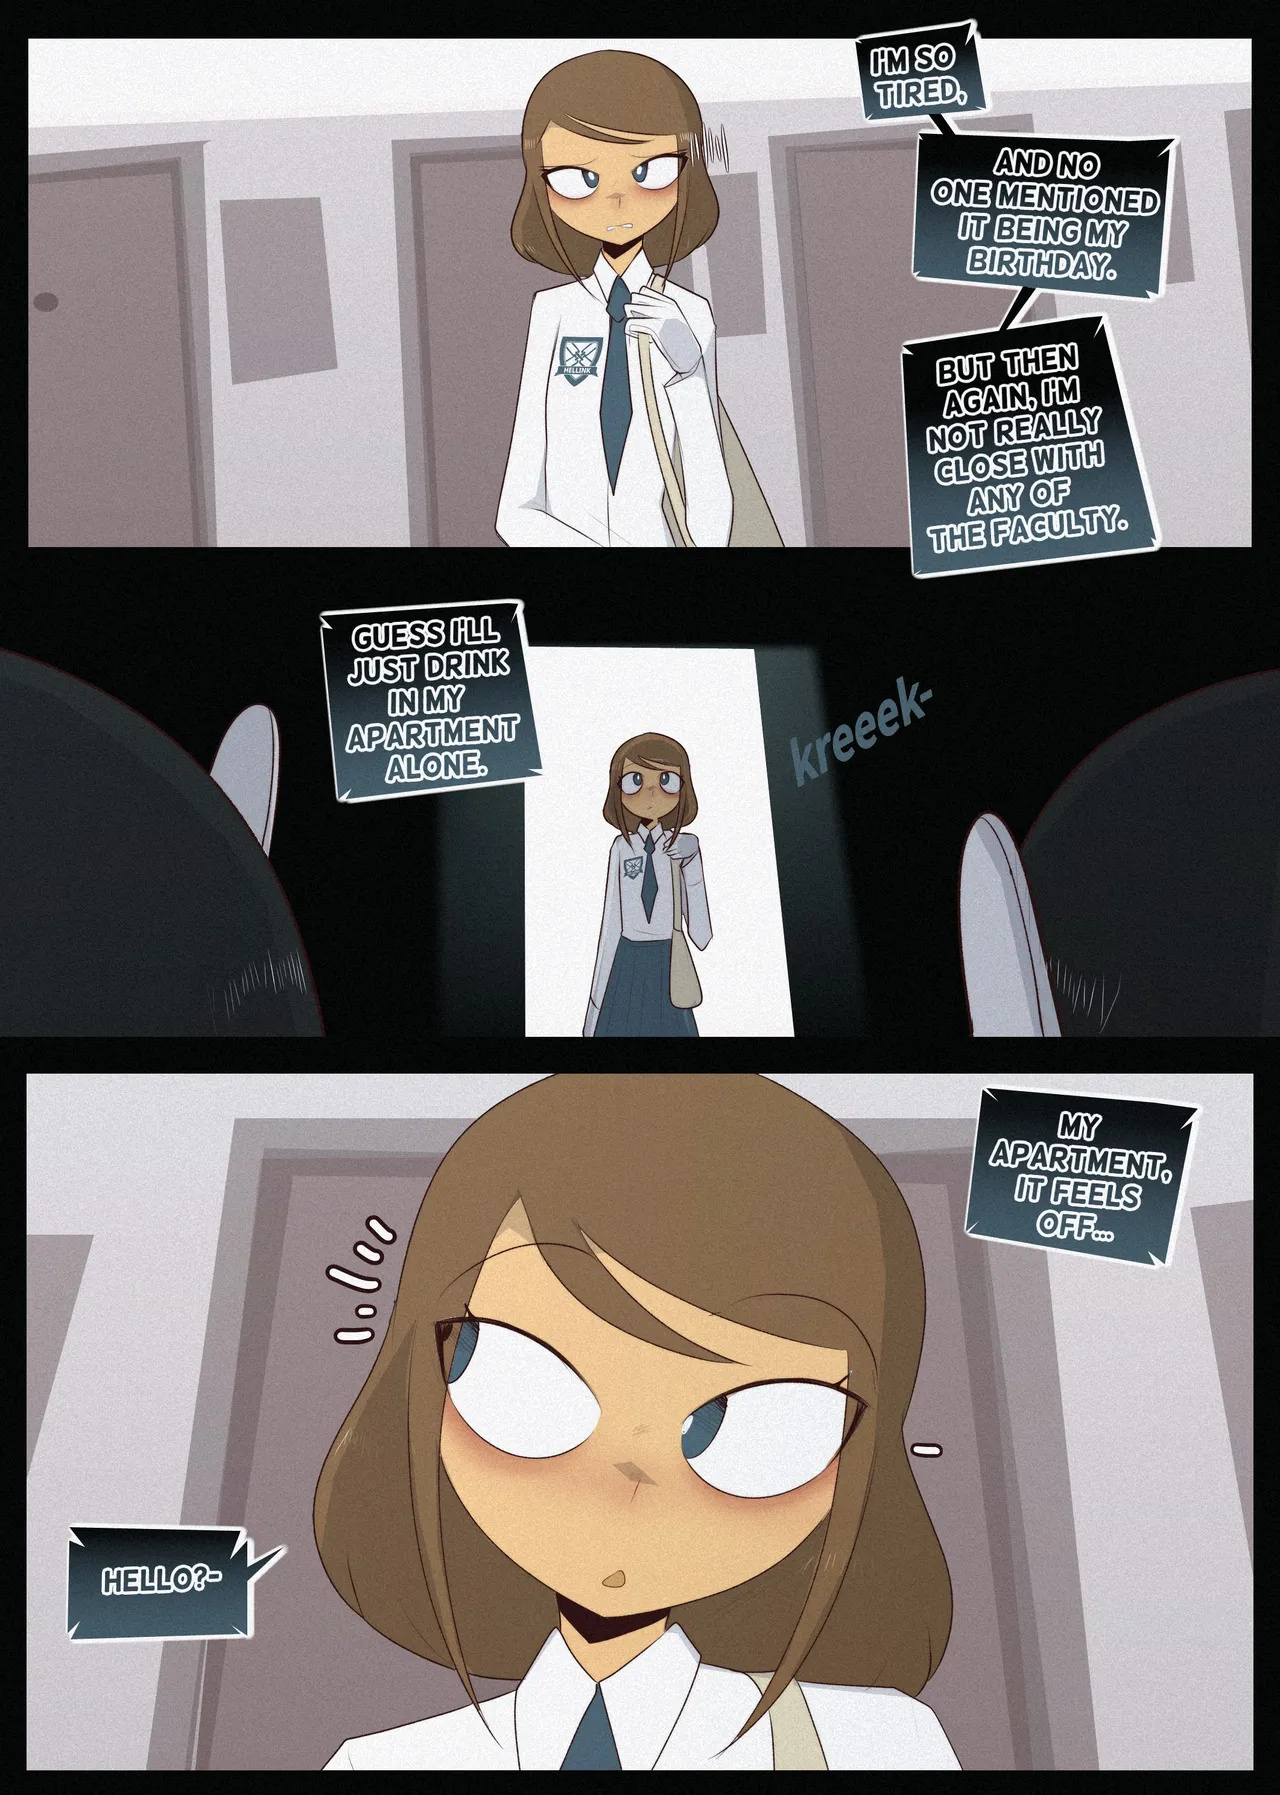 I'M SO
TIRED,
AND NO
ONE MENTIONED
IT BEING MY
BIRTHDAY.
HELLINK
BUT THEN
AGAIN, I'M
NOT REALLY
CLOSE WITH
ANY OF
THE FACULTY.
GUESS I'LL
JUST DRINK
IN MY
APARTMENT
ALONE.
kreeek-
MY
APARTMENT,
IT FEELS
OFF...
HELLO?-